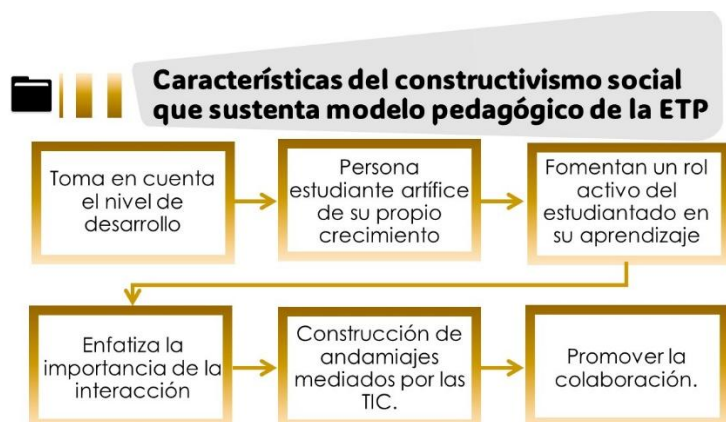 Características del constructivismo social
que sustenta modelo pedagógico de la ETP
Toma en cuenta
el nivel de
desarrollo
Persona
estudiante artífice
de su propio
crecimiento
Fomentan un rol
activo del
estudiantado en
su aprendizaje
Enfatiza la
importancia de la
interacción
Construcción de
andamiajes
mediados por las
TIC.
Promover la
colaboración.